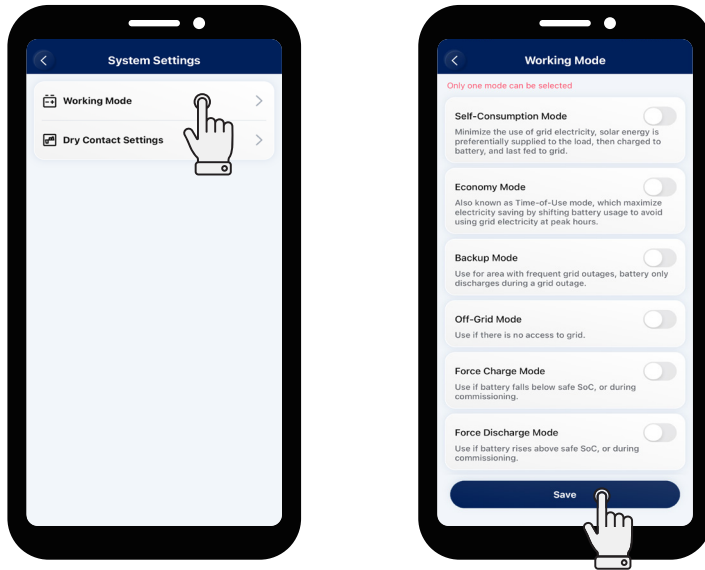 System Settings
Working Mode
Dry Contact Settings
Working Mode
Only one mode can be selected
Self-Consumption Mode
Minimize the use of grid electricity, solar energy is
preferentially supplied to the load, then charged to
battery, and last fed to grid.
Economy Mode
Also known as Time-of-Use mode, which maximize
electricity saving by shifting battery usage to avoid
using grid electricity at peak hours.
Backup Mode
Use for area with frequent grid outages, battery only
discharges during a grid outage.
Off-Grid Mode
Use if there is no access to grid.
Force Charge Mode
Use if battery falls below safe SoC, or during
commissioning.
Force Discharge Mode
Use if battery rises above safe SoC, or during
commissioning.
Save